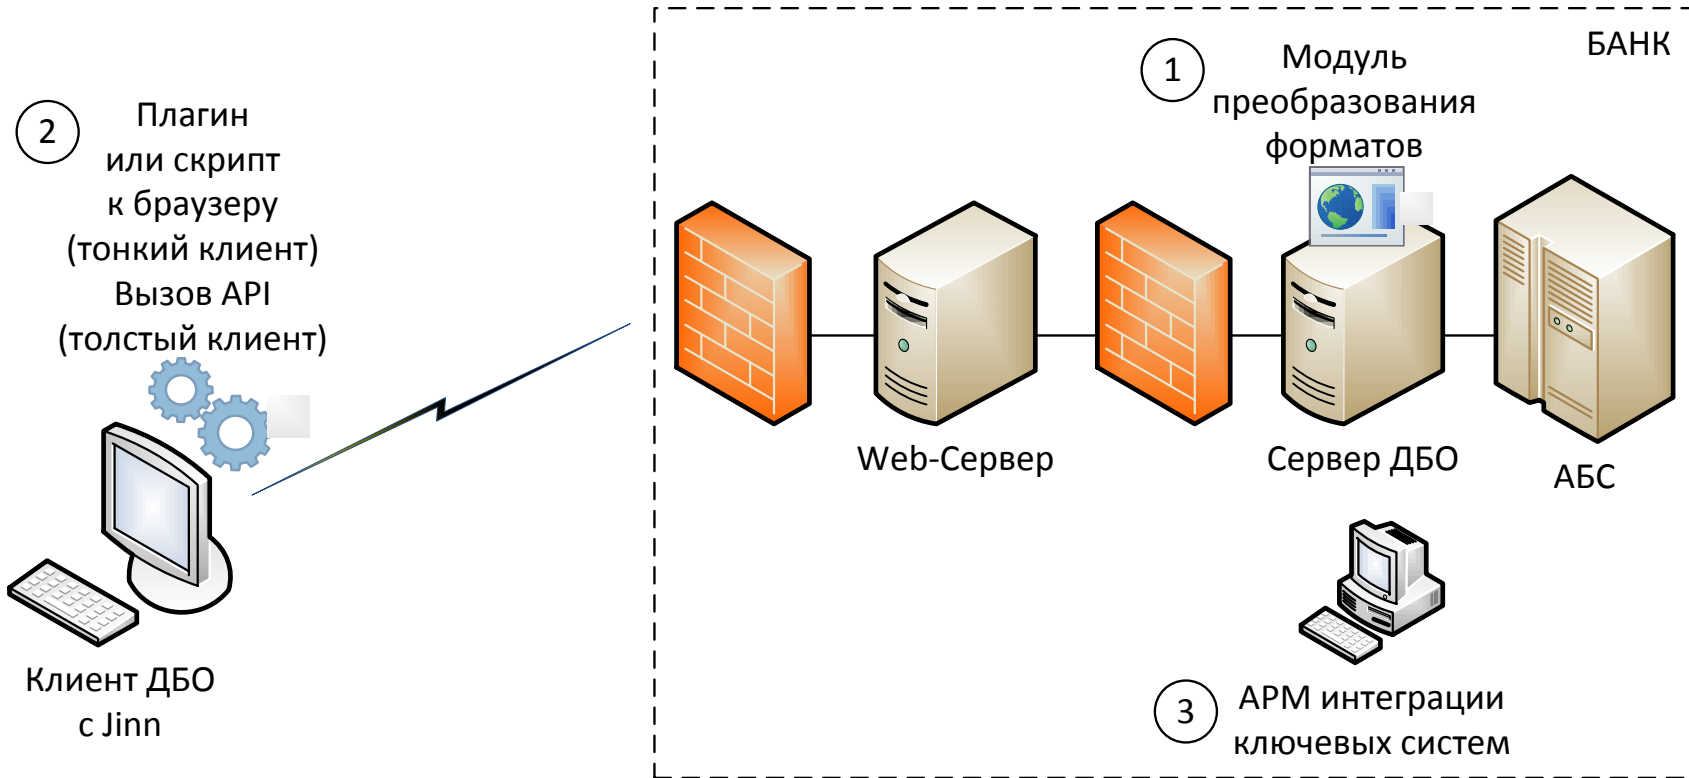 БАНК
1
Модуль
преобразования
форматов
2
Плагин
или скрипт
к браузеру
(тонкий клиент)
Вызов API
(толстый клиент)
Web-Сервер
Сервер ДБО
АБС
Клиент ДБО
с Jinn
3
АРМ интеграции
ключевых систем